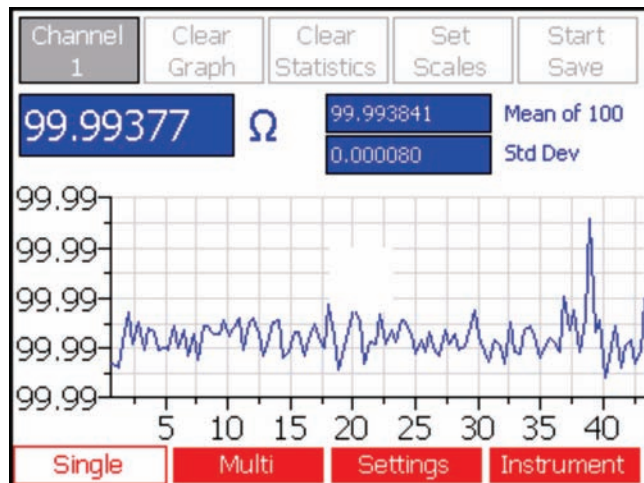 Channel 1
Clear Graph
Clear Statistics
Set Scales
Start Save
99.99377 Ω
99.993841 Mean of 100
0.000080 Std Dev
99.99
99.99
99.99
99.99
99.99
5 10 15 20 25 30 35 40
Single Multi Settings Instrument